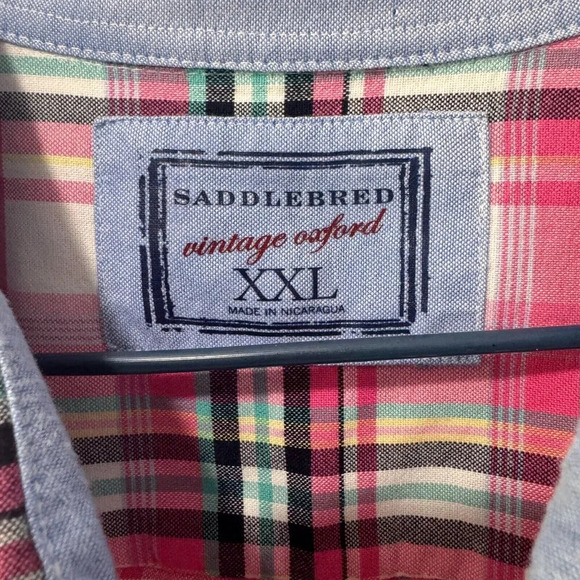 SADDLEBRED
vintage oxford
XXL
MADE IN NICARAGUA